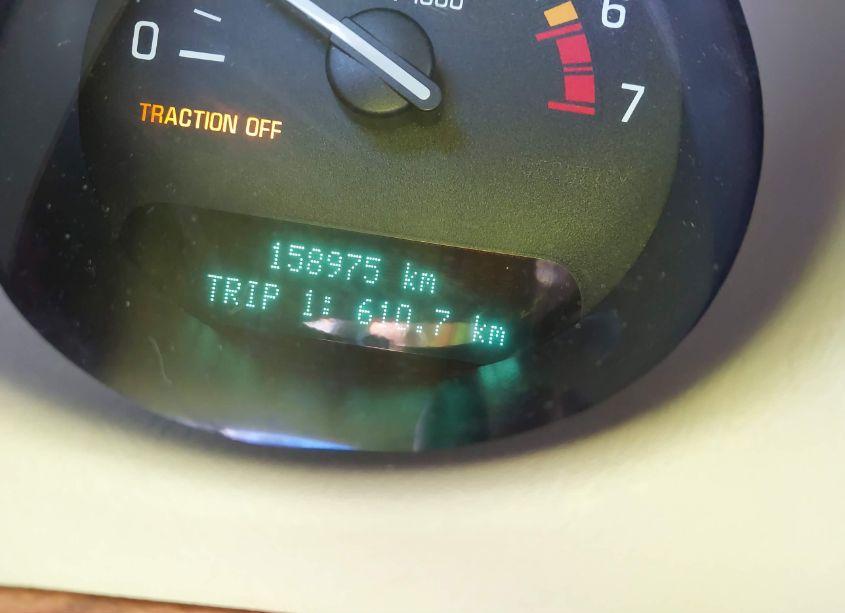 0
6
7
TRACTION OFF
158975 km
TRIP 1: 610.7 km